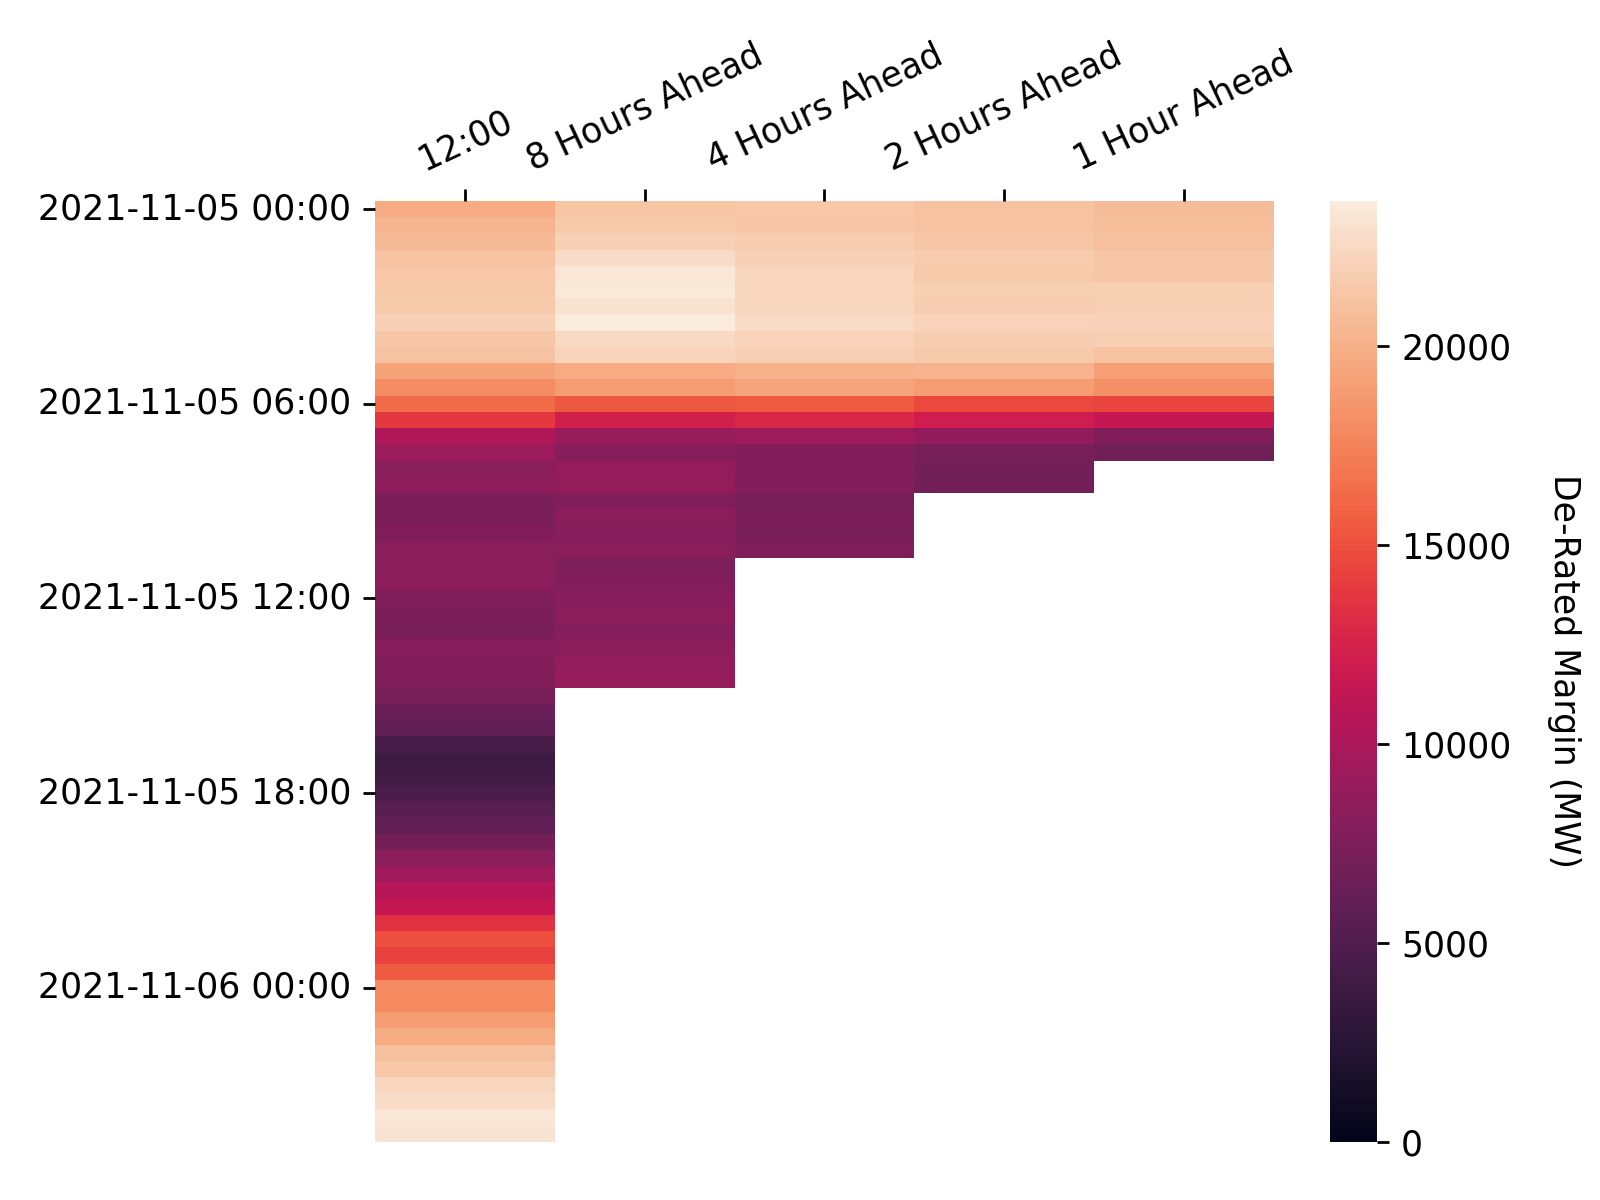 12:00
8 Hours Ahead
4 Hours Ahead
2 Hours Ahead
1 Hour Ahead
2021-11-05 00:00
2021-11-05 06:00
2021-11-05 12:00
2021-11-05 18:00
2021-11-06 00:00
20000
15000
10000
5000
0
De-Rated Margin (MW)